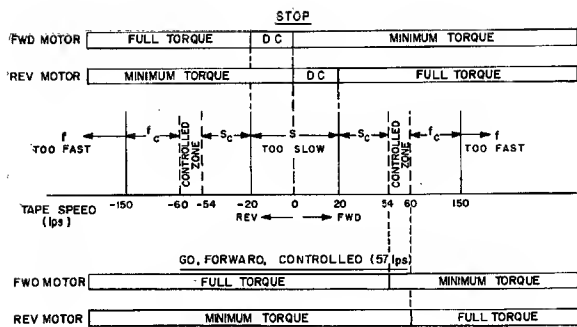 STOP
FWD MOTOR FULL TORQUE DC MINIMUM TORQUE
REV MOTOR MINIMUM TORQUE DC FULL TORQUE
f fc CONTROLLED ZONE Sc S Sc CONTROLLED ZONE fc f
TOO FAST TOO SLOW TOO FAST
TAPE SPEED -150 -60 -54 -20 0 20 54 60 150
(Ips) REV FWD
GO, FORWARD, CONTROLLED (57 Ips)
FWD MOTOR FULL TORQUE MINIMUM TORQUE
REV MOTOR MINIMUM TORQUE FULL TORQUE